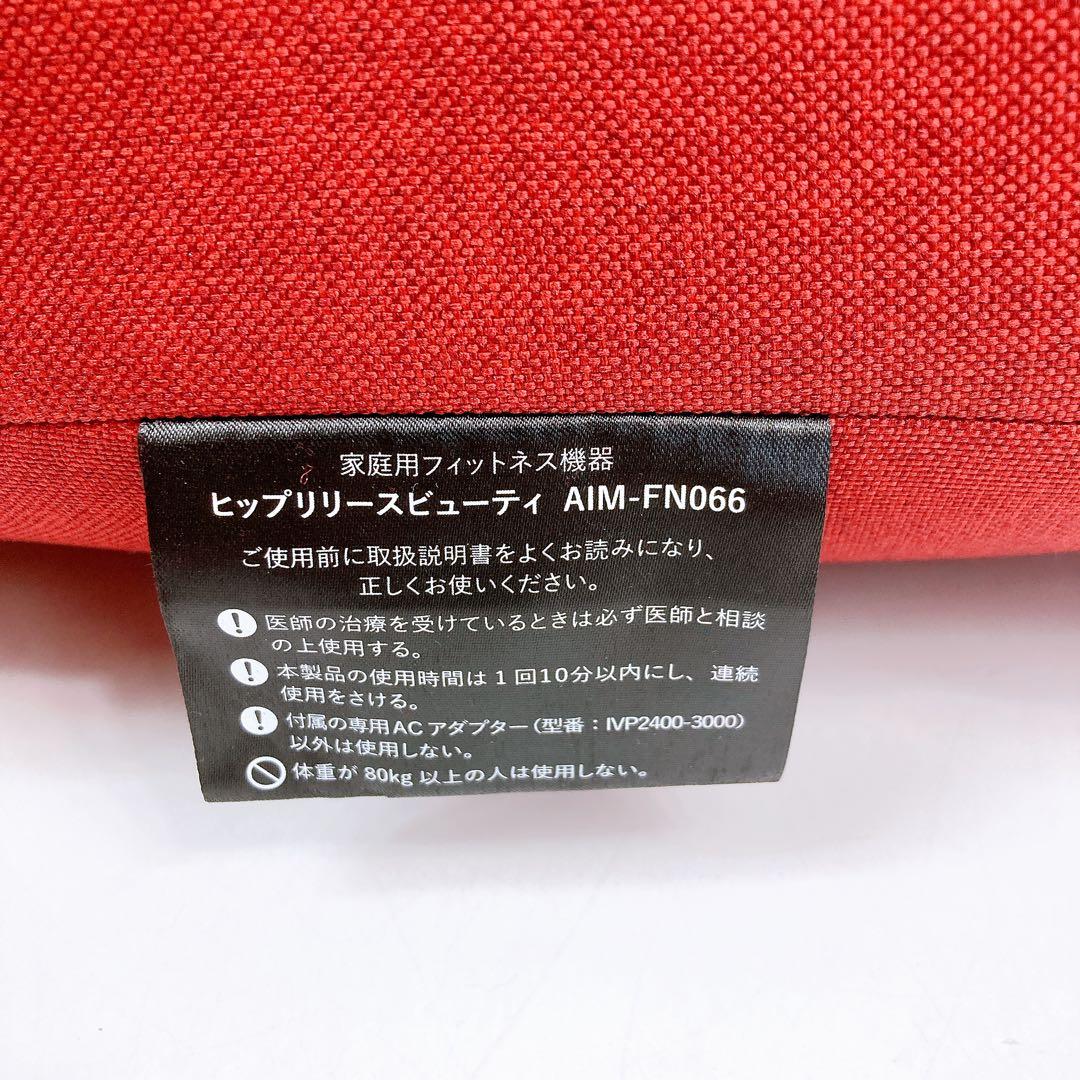 家庭用フィットネス機器
ヒップリリースビューティ AIM-FN066
ご使用前に取扱説明書をよくお読みになり、
正しくお使いください。
医師の治療を受けているときは必ず医師と相談
の上使用する。
本製品の使用時間は1回10分以内にし、連続
使用をさける。
付属の専用ACアダプター(型番:IVP2400-3000)
以外は使用しない。
体重が80kg以上の人は使用しない。